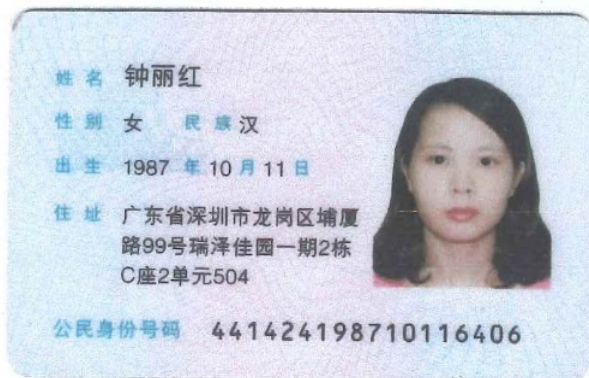 姓名 钟丽红
性别 女 民族 汉
出生 1987 年 10 月 11 日
住址 广东省深圳市龙岗区埔厦
路99号瑞泽佳园一期2栋
C座2单元504
公民身份号码 441424198710116406